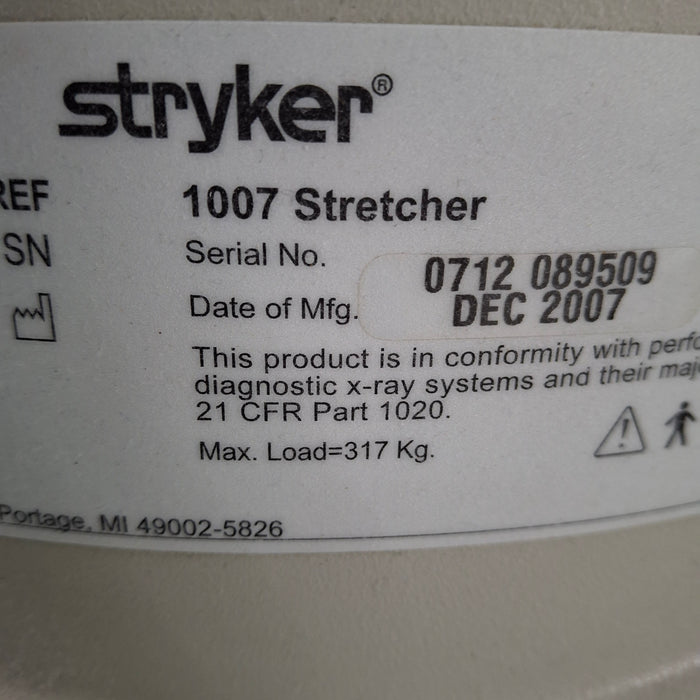 stryker®
REF 1007 Stretcher
SN Serial No. 0712 089509
Date of Mfg. DEC 2007
This product is in conformity with
diagnostic x-ray systems and their
21 CFR Part 1020.
Max. Load=317 Kg.
Portage, MI 49002-5826